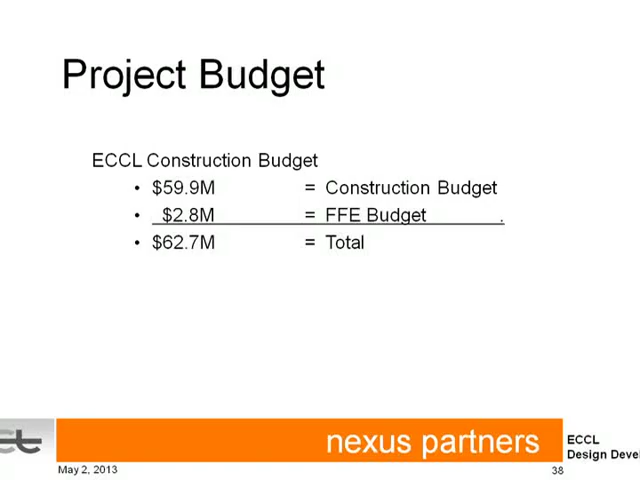 Project Budget
ECCL Construction Budget
• $59.9M = Construction Budget
• $2.8M = FFE Budget .
• $62.7M = Total
nexus partners
ECCL
Design Devel
May 2, 2013
38